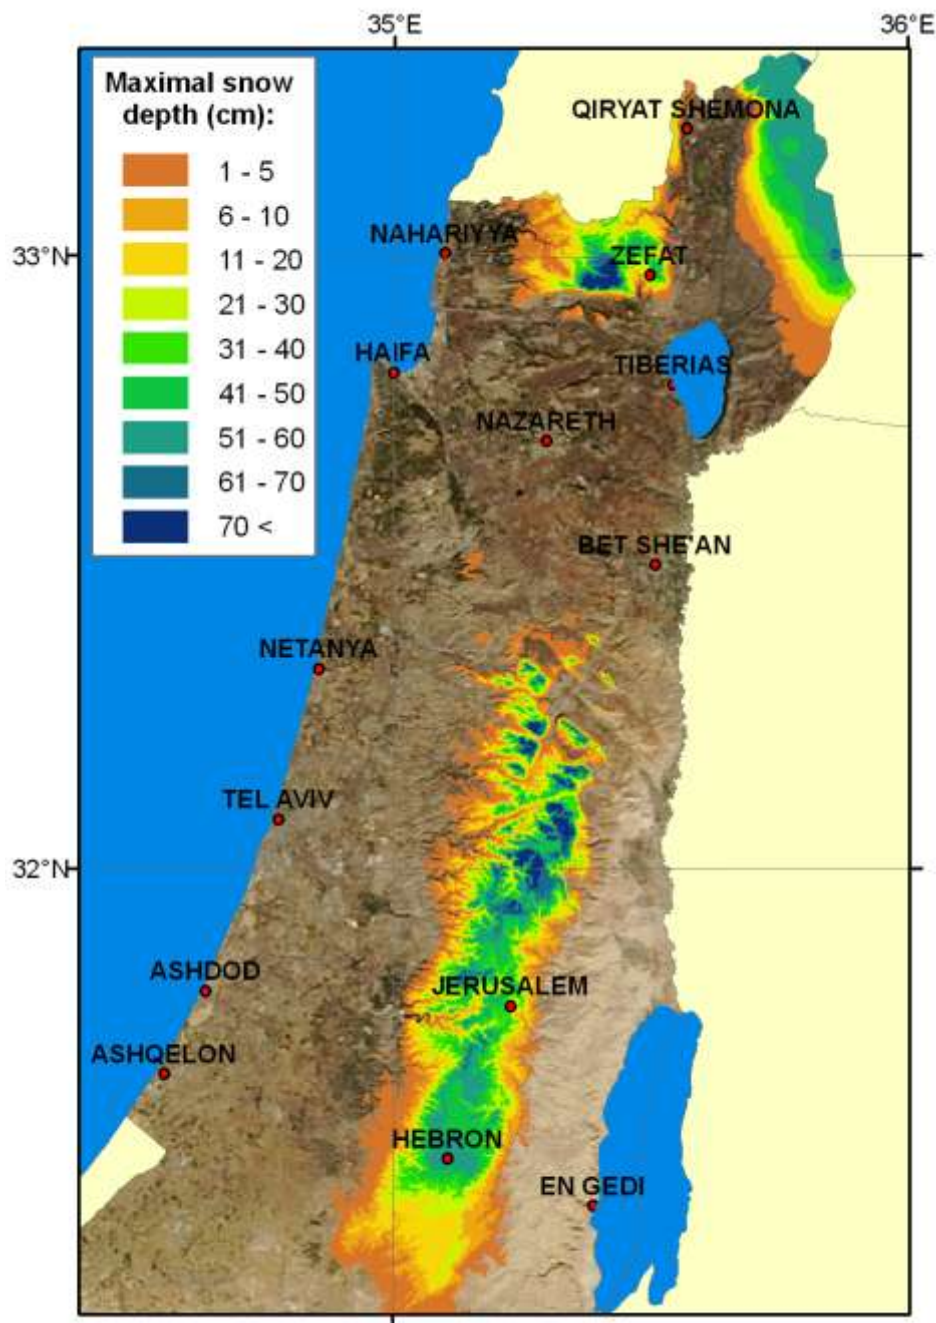 35°E
36°E
Maximal snow
depth (cm):
1 - 5
6 - 10
11 - 20
21 - 30
31 - 40
41 - 50
51 - 60
61 - 70
70 <
QIRYAT SHEMONA
NAHARIYYA
33°N
ZEFAT
HAIFA
TIBERIAS
NAZARETH
BET SHE'AN
NETANYA
TEL AVIV
32°N
ASHDOD
JERUSALEM
ASHQELON
HEBRON
EN GEDI